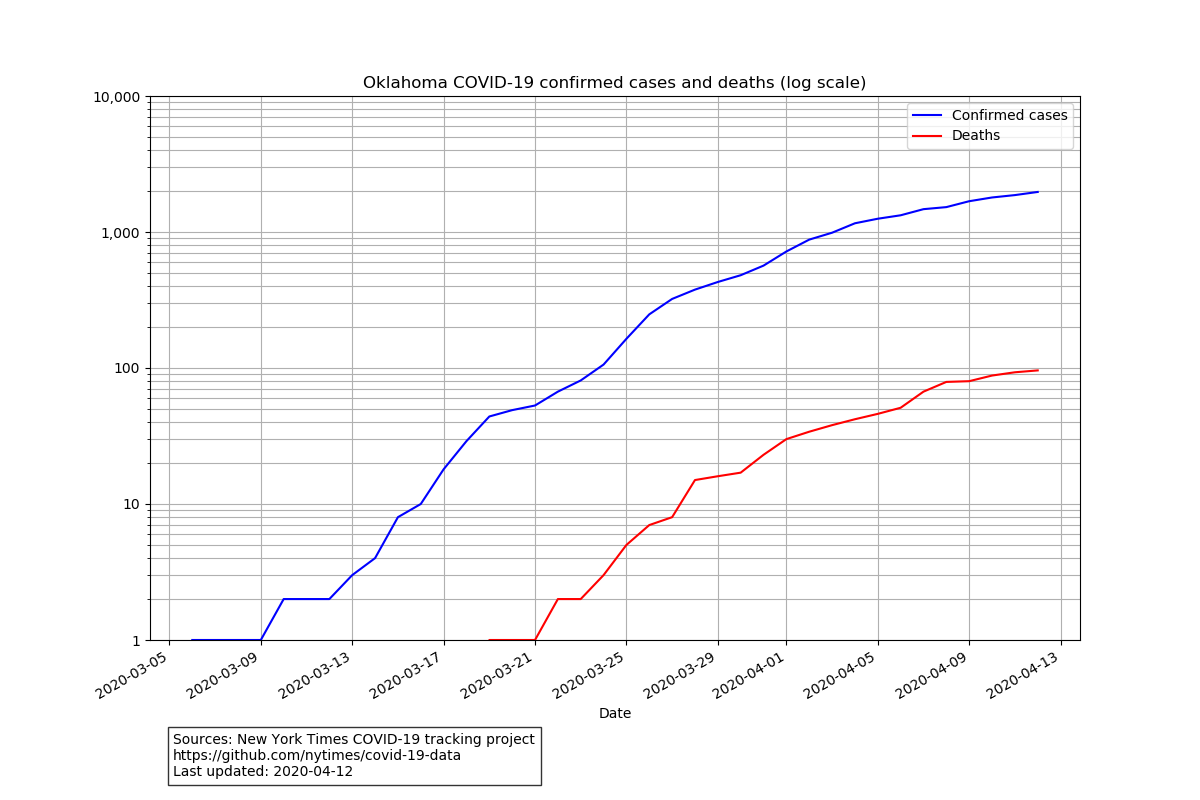 Oklahoma COVID-19 confirmed cases and deaths (log scale)
10,000
1,000
100
10
1
Confirmed cases
Deaths
2020-03-05
2020-03-09
2020-03-13
2020-03-17
2020-03-21
2020-03-25
2020-03-29
2020-04-01
2020-04-05
2020-04-09
2020-04-13
Date
Sources: New York Times COVID-19 tracking project
https://github.com/nytimes/covid-19-data
Last updated: 2020-04-12